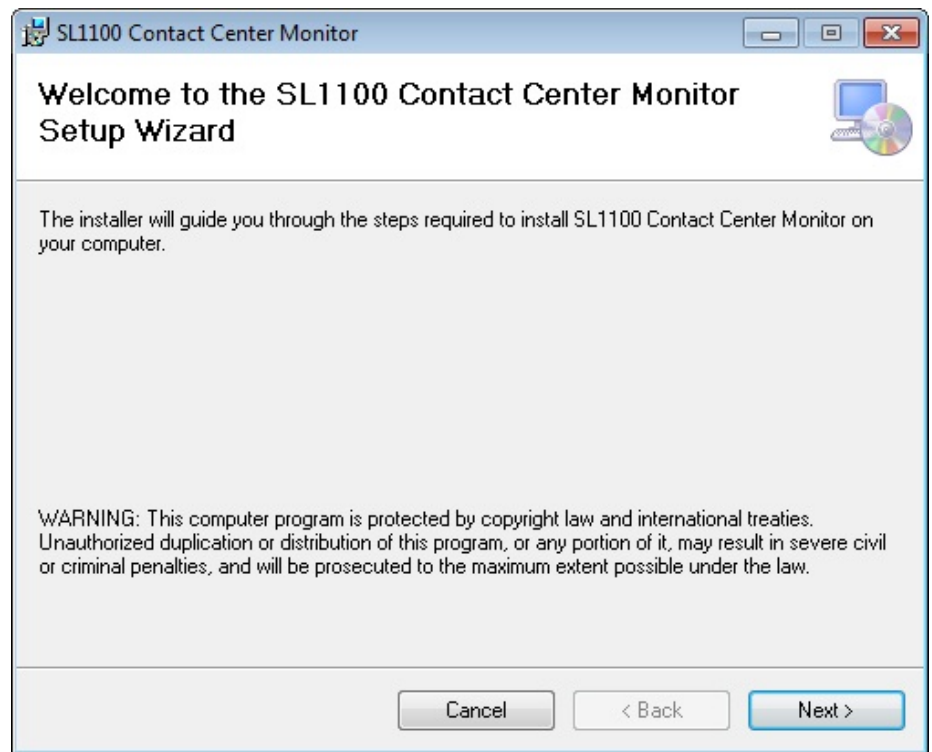 SL1100 Contact Center Monitor
Welcome to the SL1100 Contact Center Monitor
Setup Wizard
The installer will guide you through the steps required to install SL1100 Contact Center Monitor on
your computer.
WARNING: This computer program is protected by copyright law and international treaties.
Unauthorized duplication or distribution of this program, or any portion of it, may result in severe civil
or criminal penalties, and will be prosecuted to the maximum extent possible under the law.
Cancel < Back Next >